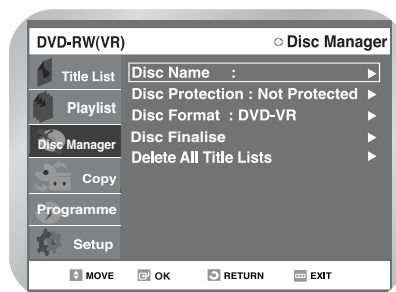 DVD-RW(VR) Disc Manager
Title List
Playlist
Disc Manager
Copy
Programme
Setup
Disc Name :
Disc Protection : Not Protected
Disc Format : DVD-VR
Disc Finalise
Delete All Title Lists
MOVE OK RETURN EXIT